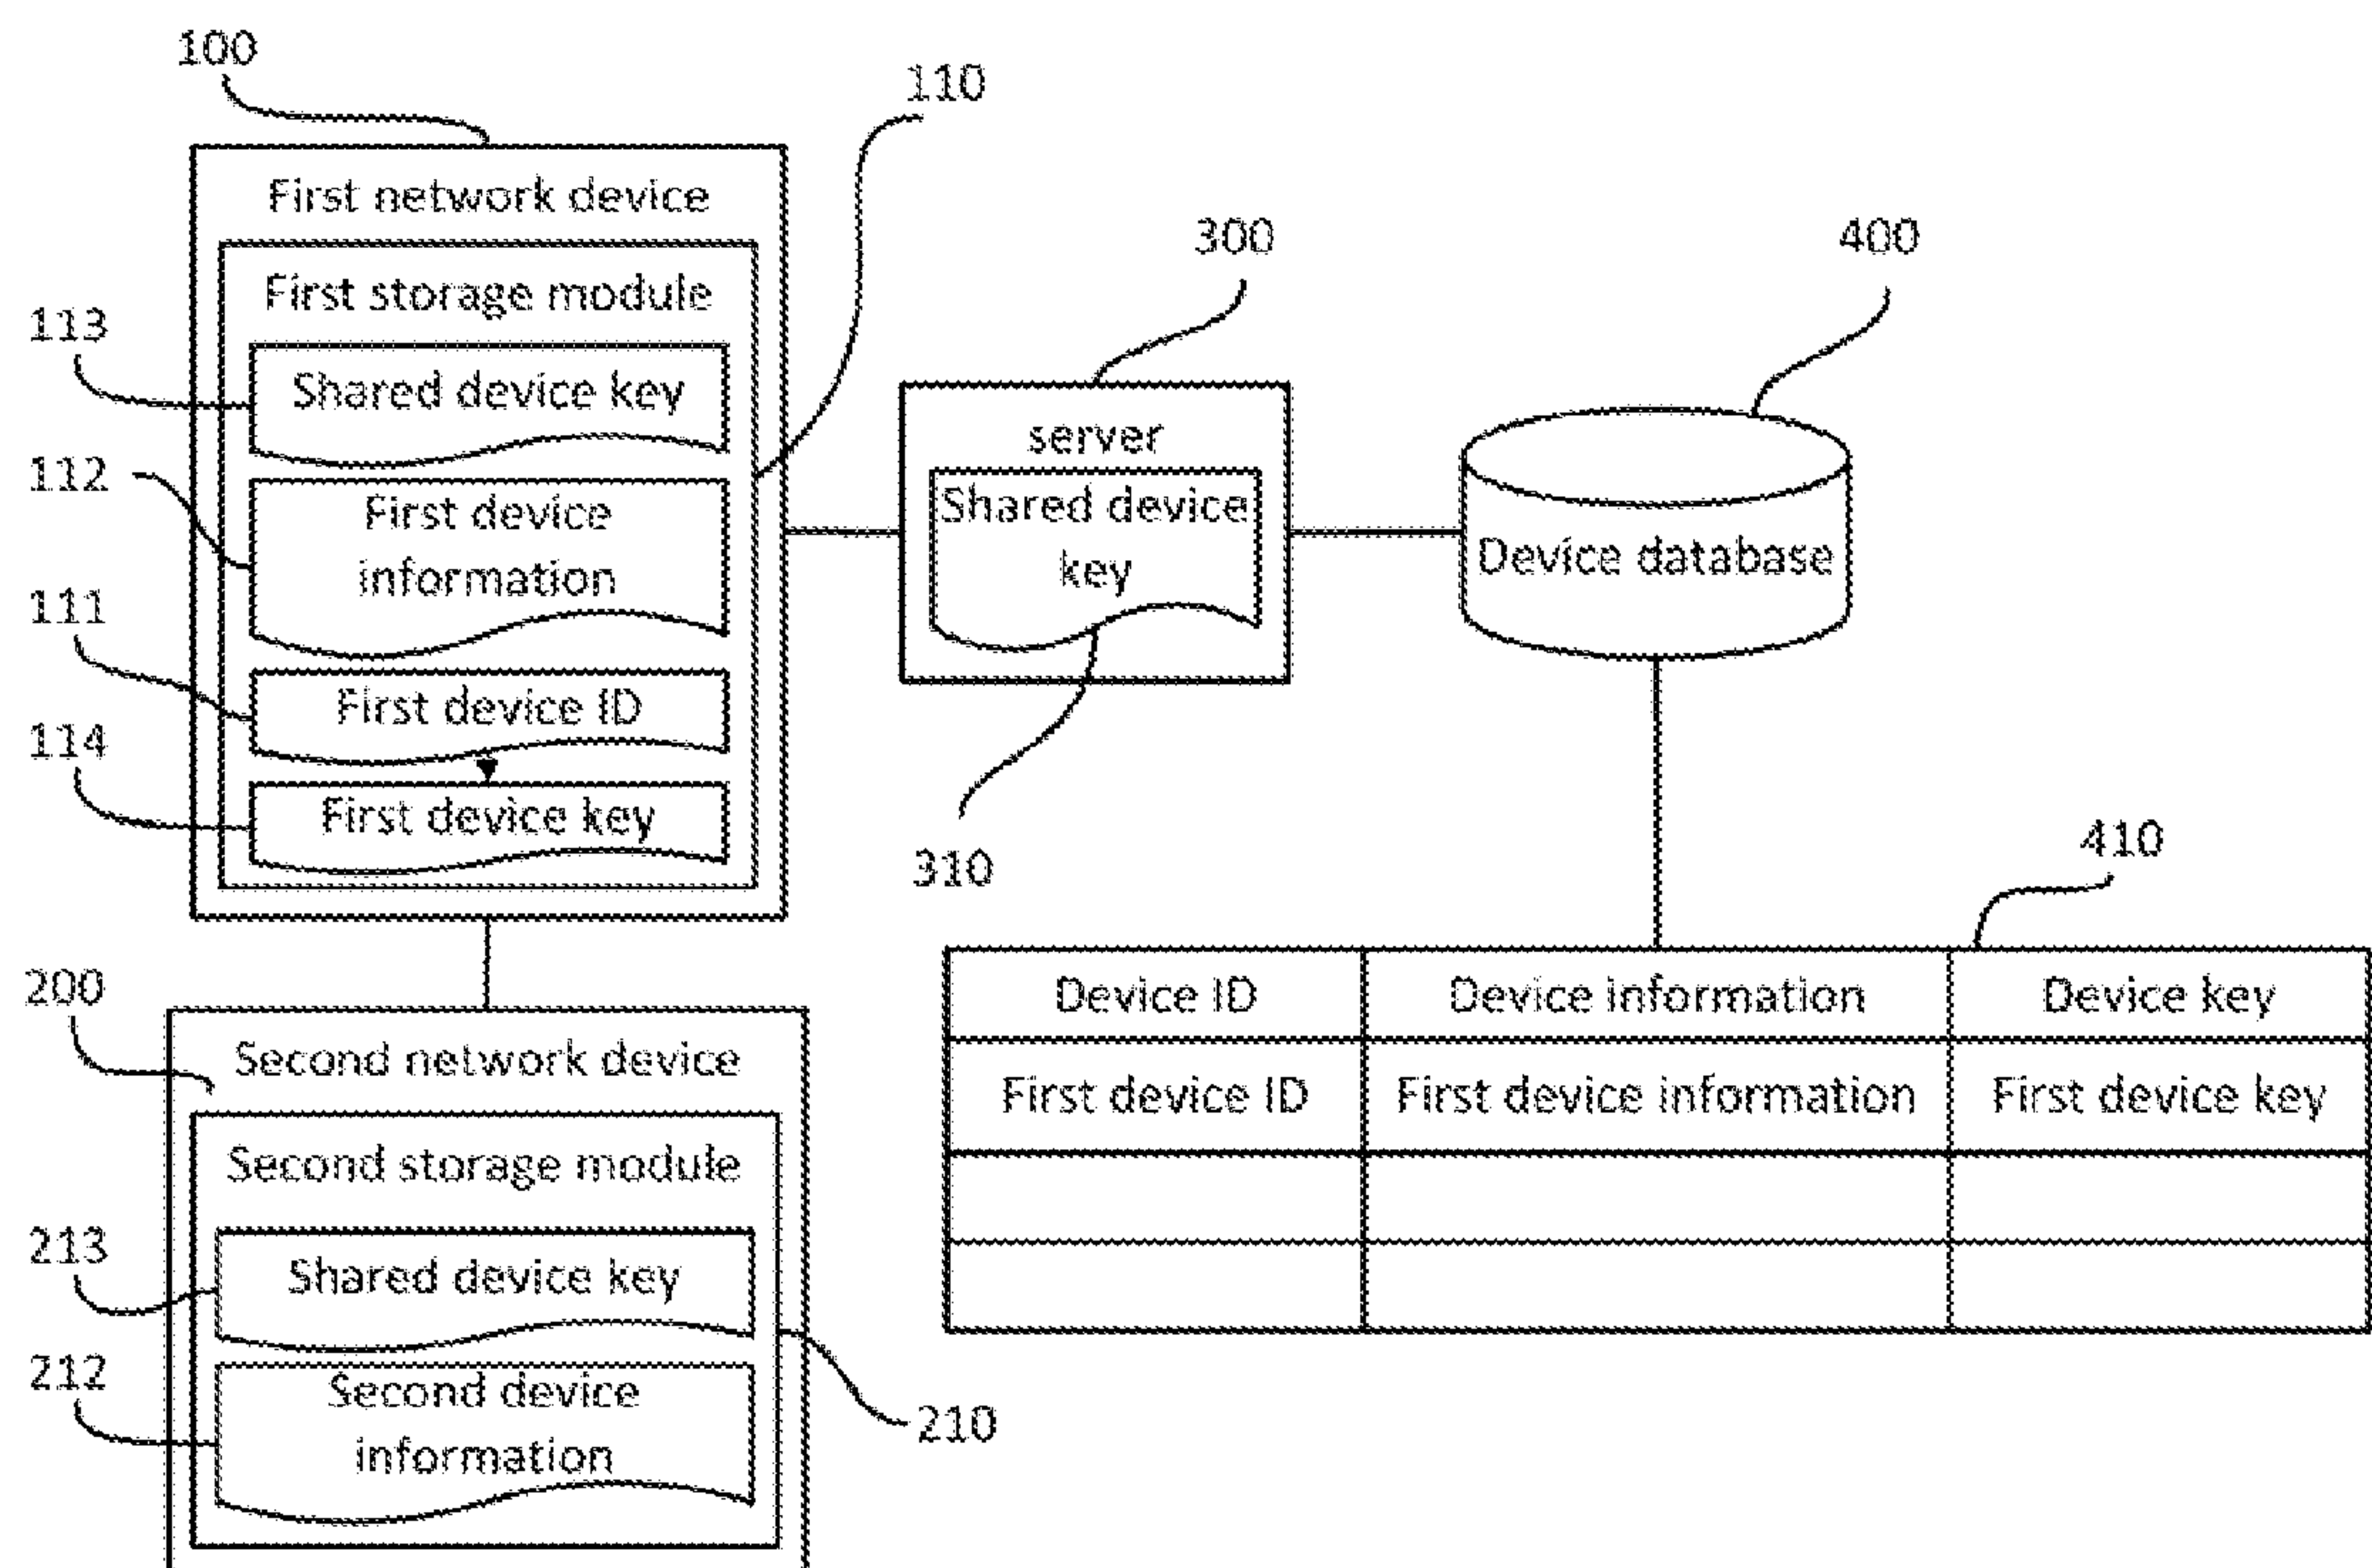 100
110
First network device
300
400
First storage module
113
Shared device key
server
112
First device
information
Shared device
key
Device database
111
First device ID
114
First device key
310
410
200
Second network device
Second storage module
213
Shared device key
212
Second device
information
210
Device ID Device information Device key
First device ID First device information First device key